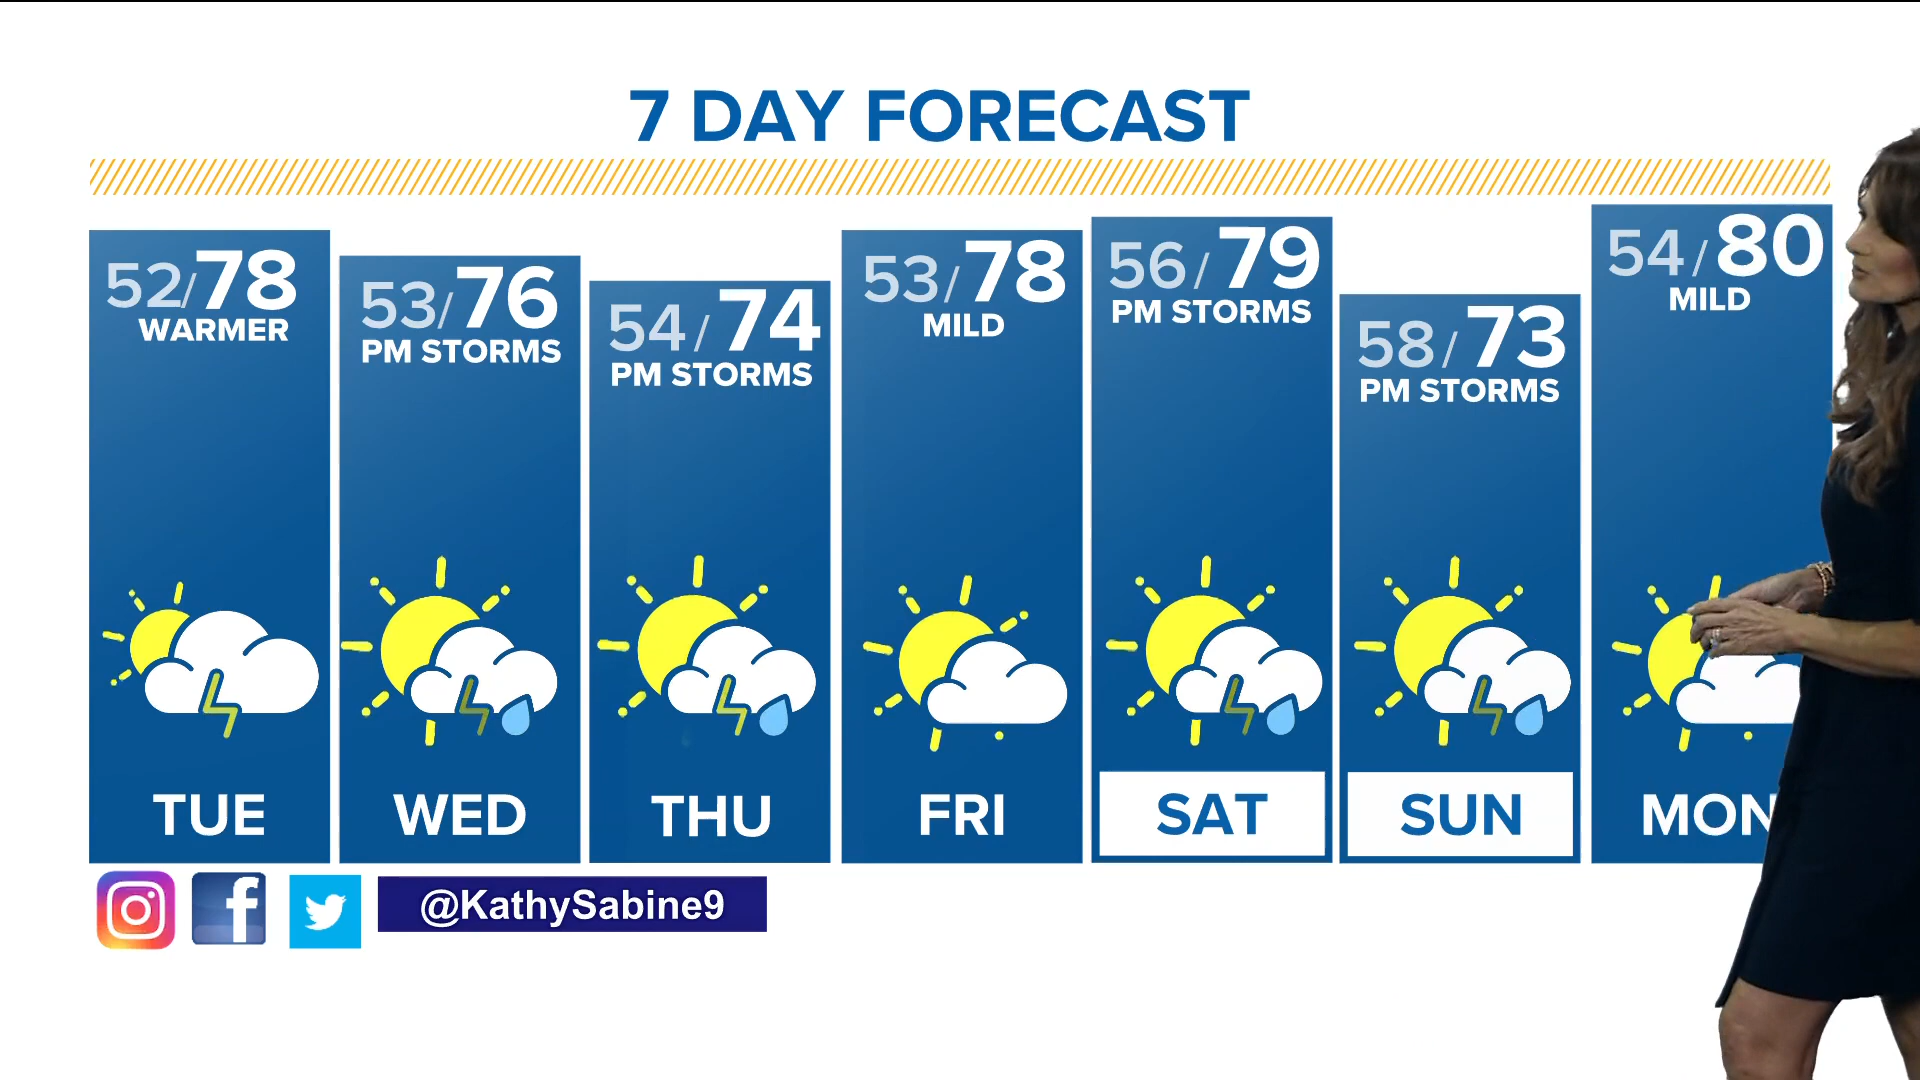 7 DAY FORECAST
52/78
WARMER
TUE
53/76
PM STORMS
WED
54/74
PM STORMS
THU
53/78
MILD
FRI
56/79
PM STORMS
SAT
58/73
PM STORMS
SUN
54/80
MILD
MON
@KathySabine9